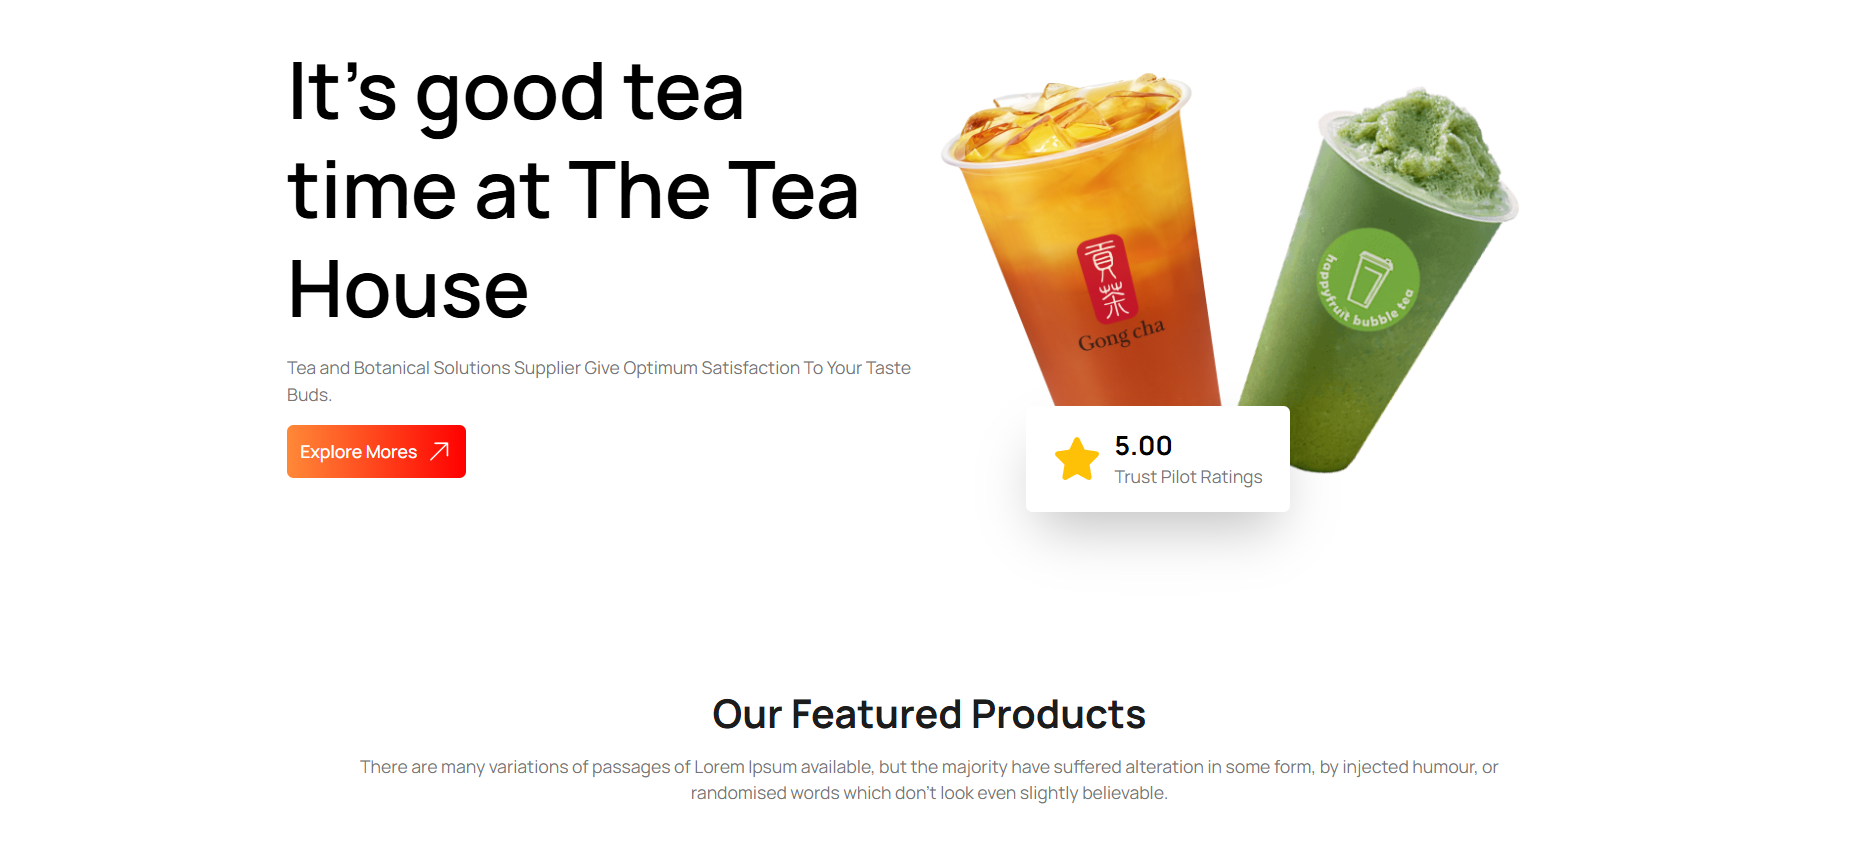 It’s good tea
time at The Tea
House
Tea and Botanical Solutions Supplier Give Optimum Satisfaction To Your Taste
Buds.
Explore Mores
貢茶
Gong cha
happyfruit bubble tea
5.00
Trust Pilot Ratings
Our Featured Products
There are many variations of passages of Lorem Ipsum available, but the majority have suffered alteration in some form, by injected humour, or
randomised words which don’t look even slightly believable.